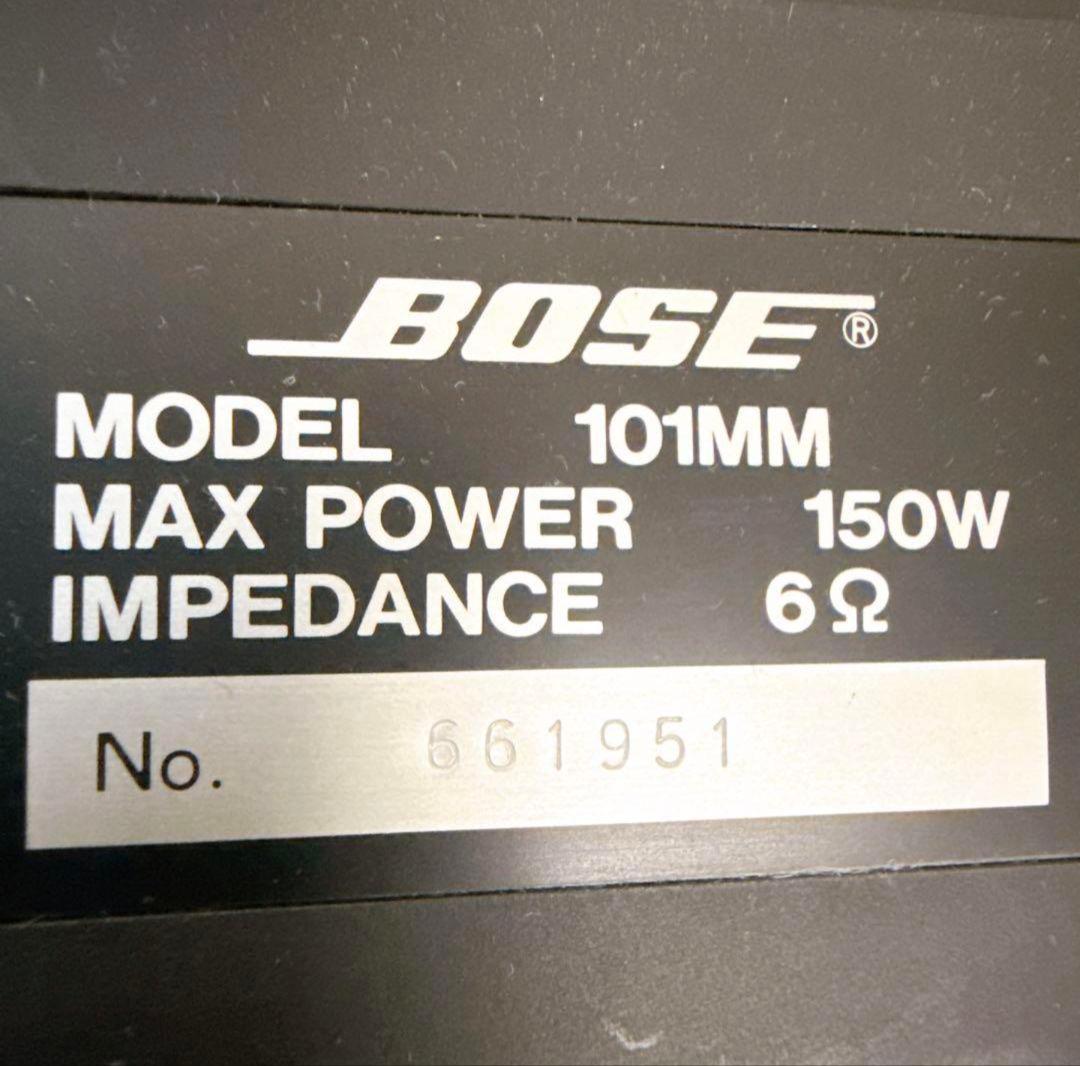 BOSE®
MODEL 101MM
MAX POWER 150W
IMPEDANCE 6Ω
No. 661951